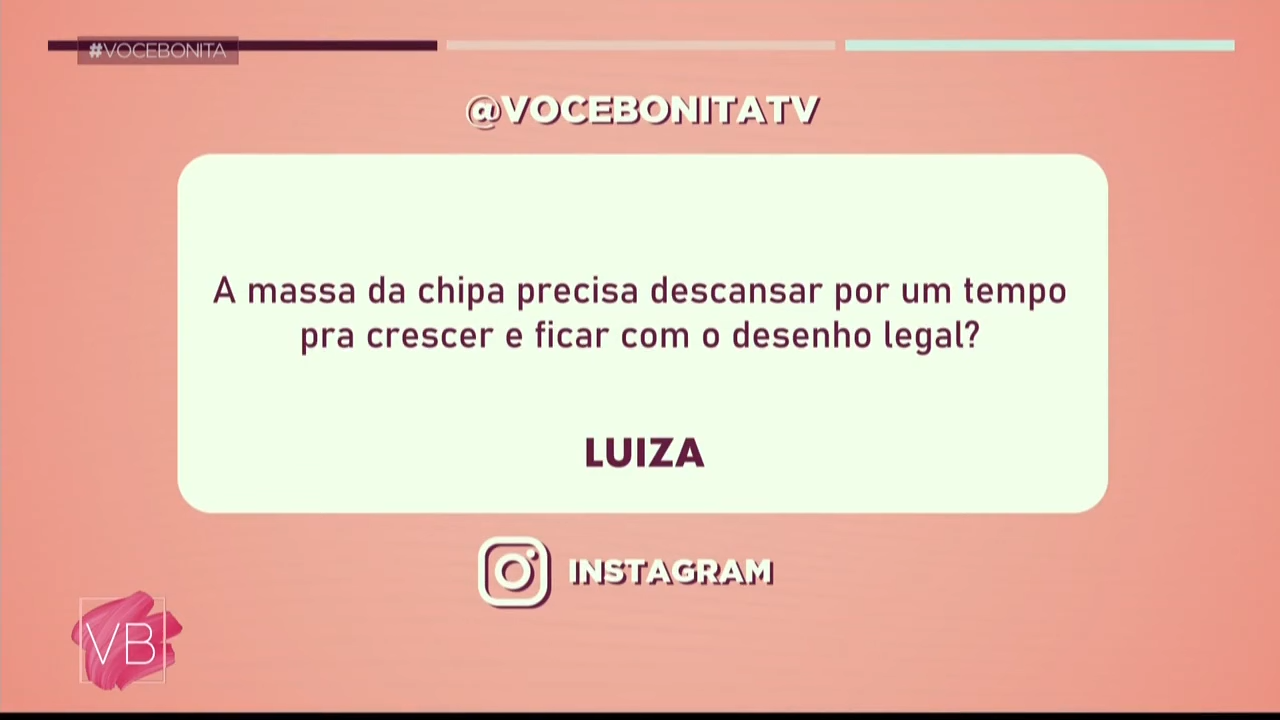 #VOCEBONITA
@VOCEBONITATV
A massa da chipa precisa descansar por um tempo
pra crescer e ficar com o desenho legal?
LUIZA
INSTAGRAM
VB